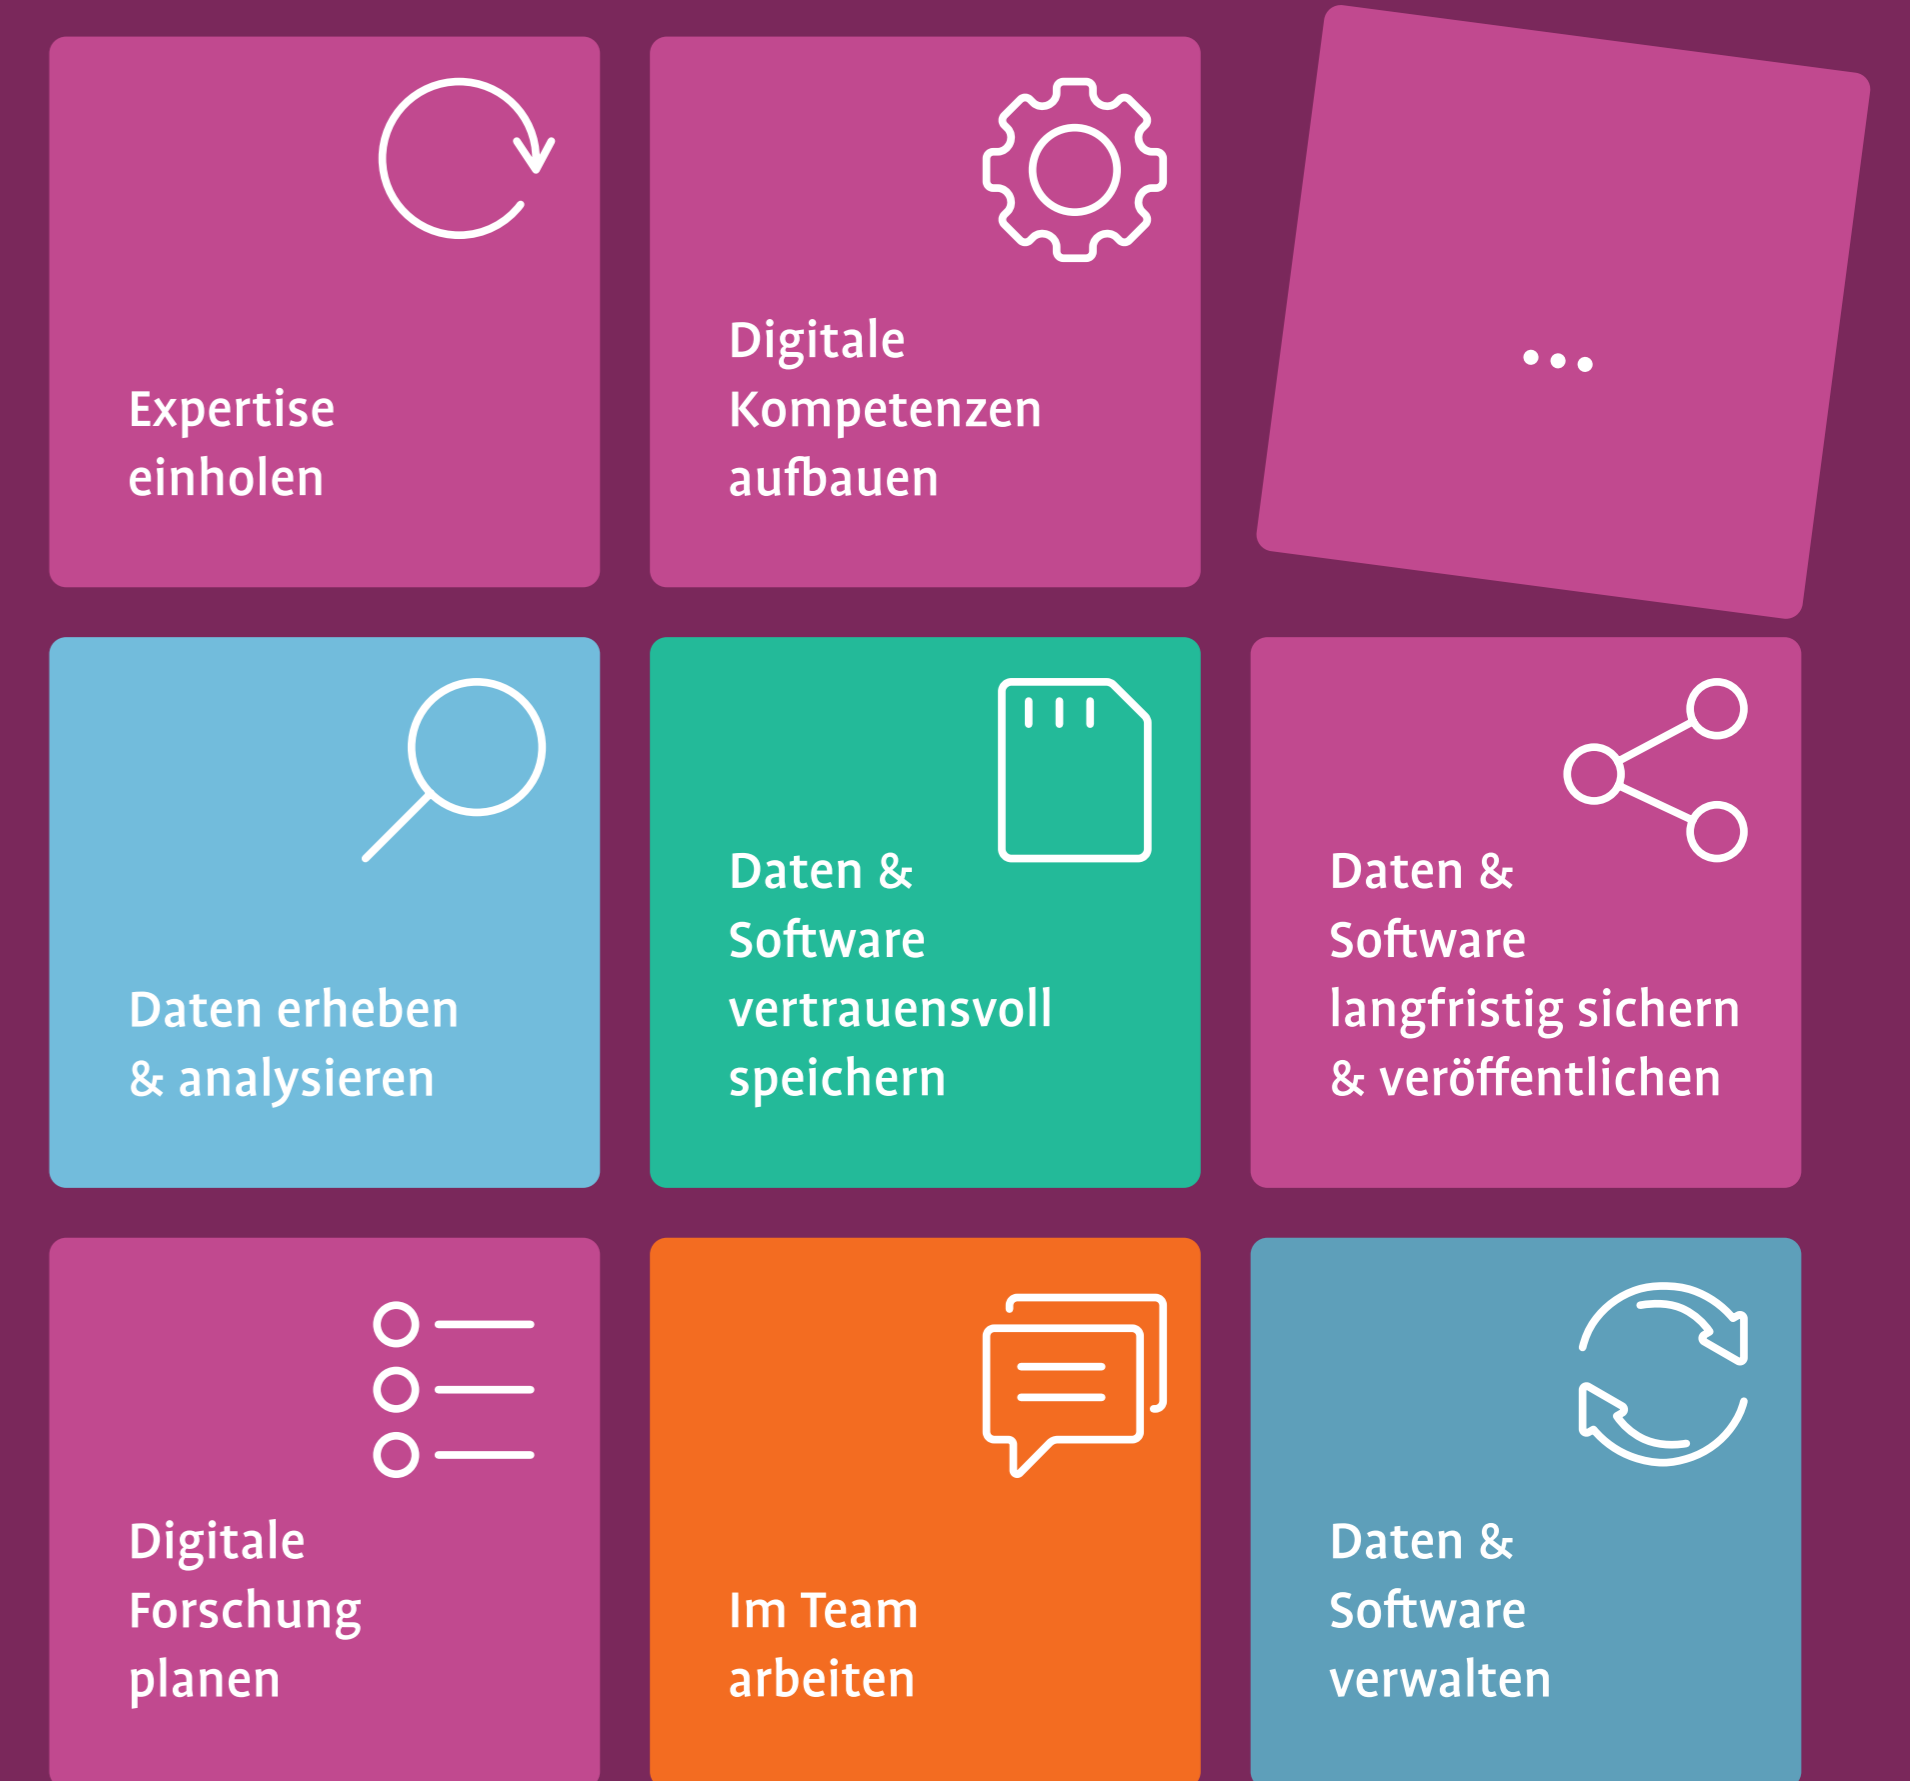 Expertise
einholen
Digitale
Kompetenzen
aufbauen
...
Daten erheben
& analysieren
Daten &
Software
vertrauensvoll
speichern
Daten &
Software
langfristig sichern
& veröffentlichen
Digitale
Forschung
planen
Im Team
arbeiten
Daten &
Software
verwalten